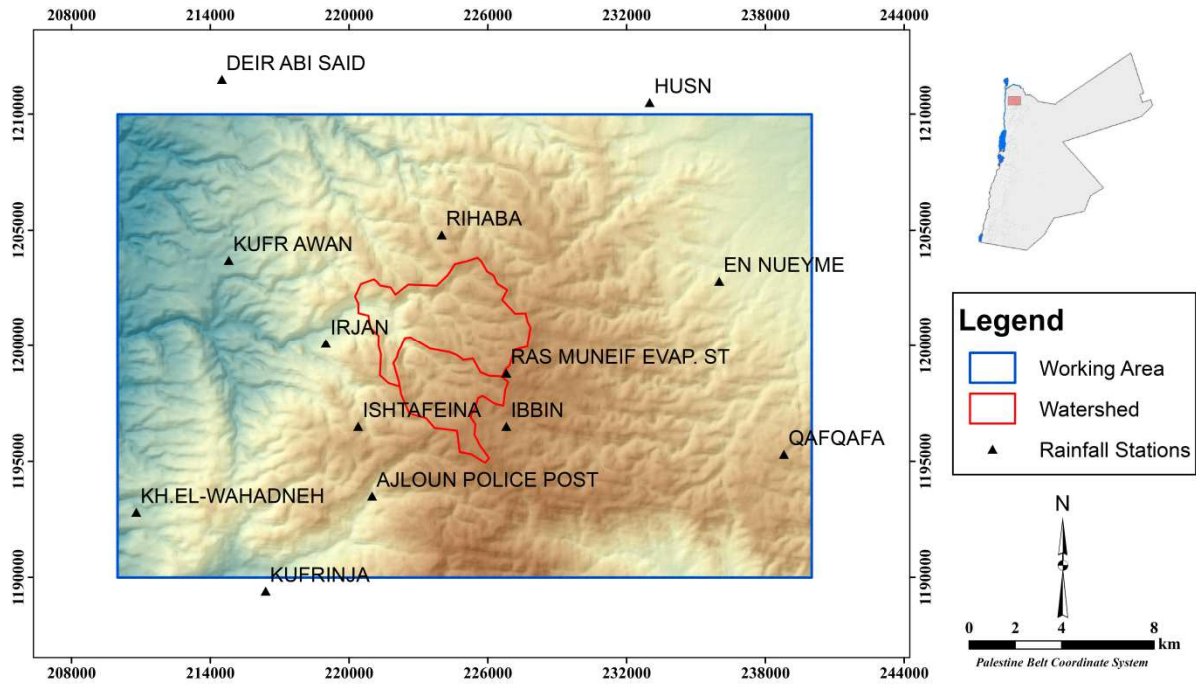 208000 214000 220000 226000 232000 238000 244000
DEIR ABI SAID
HUSN
1210000 1210000
RIHABA
1205000 1205000
KUFR AWAN
EN NUEYME
IRJAN
1200000 1200000
RAS MUNEIF EVAP. ST
ISHTAFEINA IBBIN
QAFQAFA
1195000 1195000
AJLOUN POLICE POST
KH.EL-WAHADNEH
KUFRINJA
1190000 1190000
208000 214000 220000 226000 232000 238000 244000
Legend
Working Area
Watershed
Rainfall Stations
N
0 2 4 8
km
Palestine Belt Coordinate System